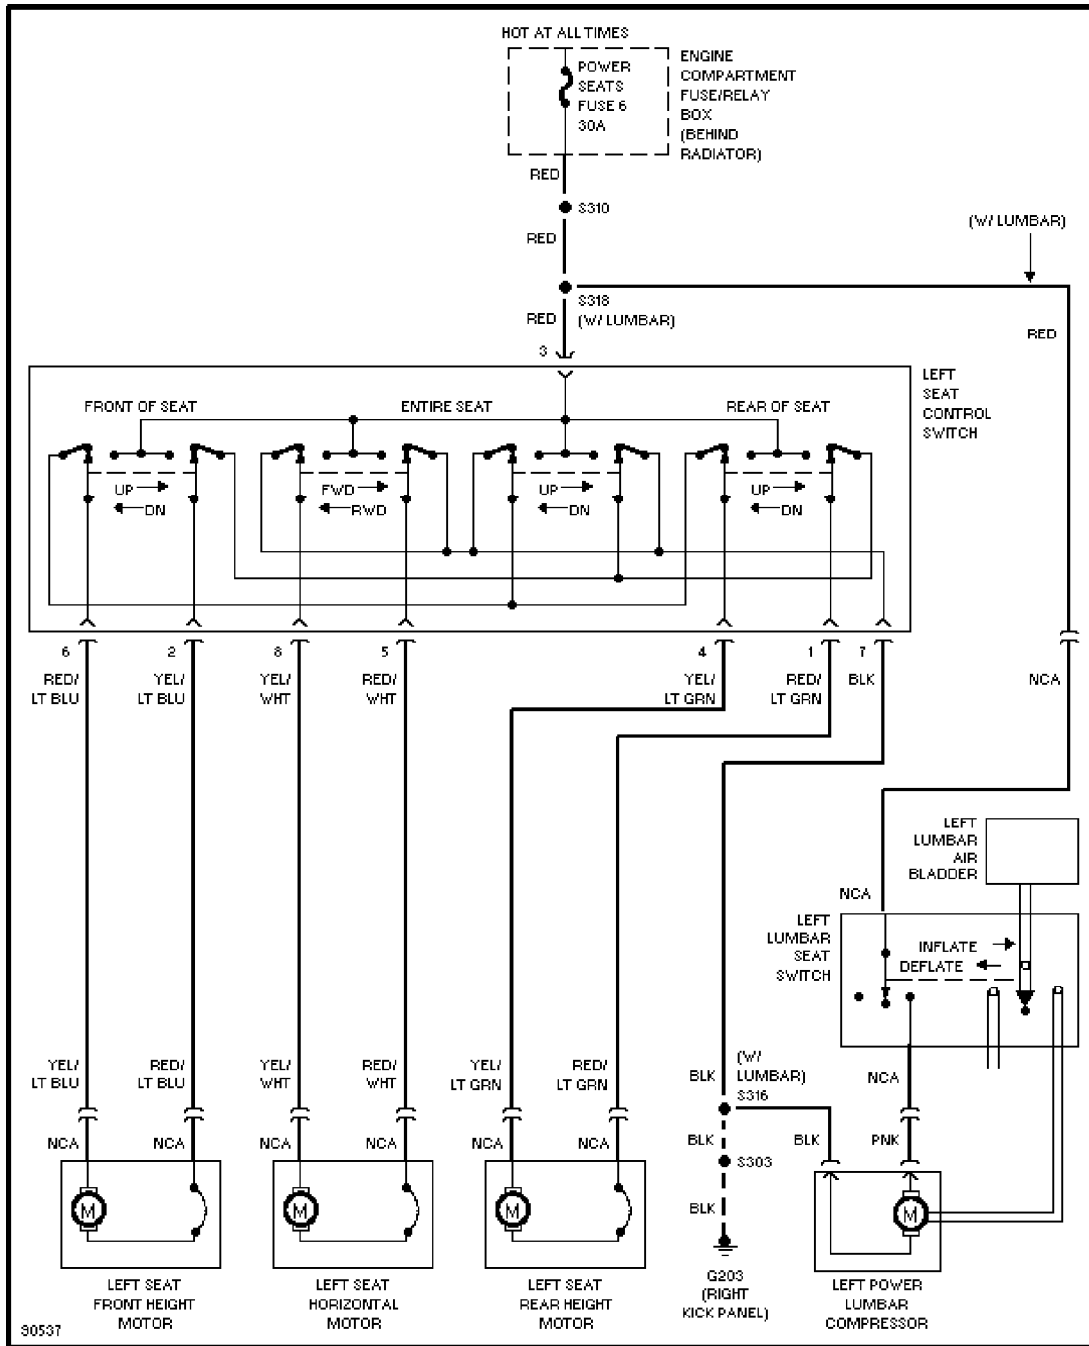 HOT AT ALL TIMES
POWER
SEATS
FUSE 6
30A
ENGINE
COMPARTMENT
FUSE/RELAY
BOX
(BEHIND
RADIATOR)
RED
S310
RED
(W/ LUMBAR)
S318
RED
(W/ LUMBAR)
RED
3
LEFT
SEAT
CONTROL
SWITCH
FRONT OF SEAT
ENTIRE SEAT
REAR OF SEAT
UP
DN
FWD
RWD
UP
DN
UP
DN
6
2
8
5
4
1
7
RED/
LT BLU
YEL/
LT BLU
YEL/
WHT
RED/
WHT
YEL/
LT GRN
RED/
LT GRN
BLK
NCA
LEFT
LUMBAR
AIR
BLADDER
NCA
LEFT
LUMBAR
SEAT
SWITCH
INFLATE
DEFLATE
YEL/
LT BLU
RED/
LT BLU
YEL/
WHT
RED/
WHT
YEL/
LT GRN
RED/
LT GRN
BLK
(W/
LUMBAR)
S316
NCA
NCA
NCA
NCA
NCA
NCA
NCA
BLK
BLK
PNK
S303
BLK
M
M
M
M
G203
(RIGHT
KICK PANEL)
LEFT SEAT
FRONT HEIGHT
MOTOR
LEFT SEAT
HORIZONTAL
MOTOR
LEFT SEAT
REAR HEIGHT
MOTOR
LEFT POWER
LUMBAR
COMPRESSOR
90537